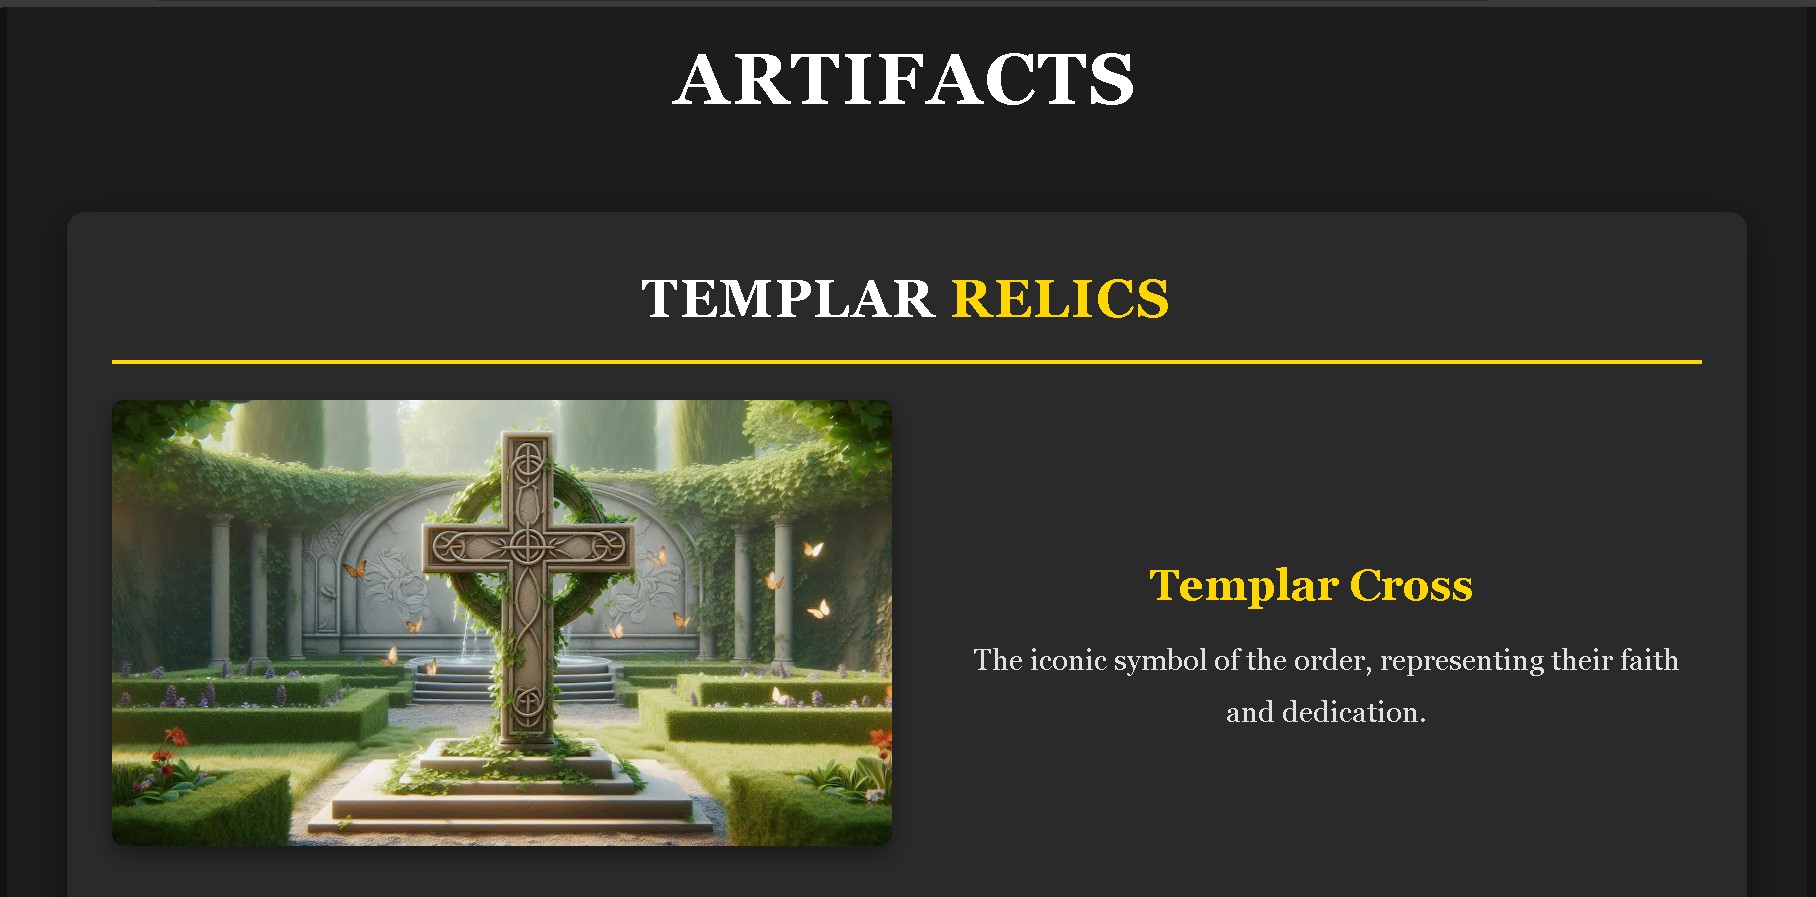 ARTIFACTS
TEMPLAR RELICS
Templar Cross
The iconic symbol of the order, representing their faith
and dedication.